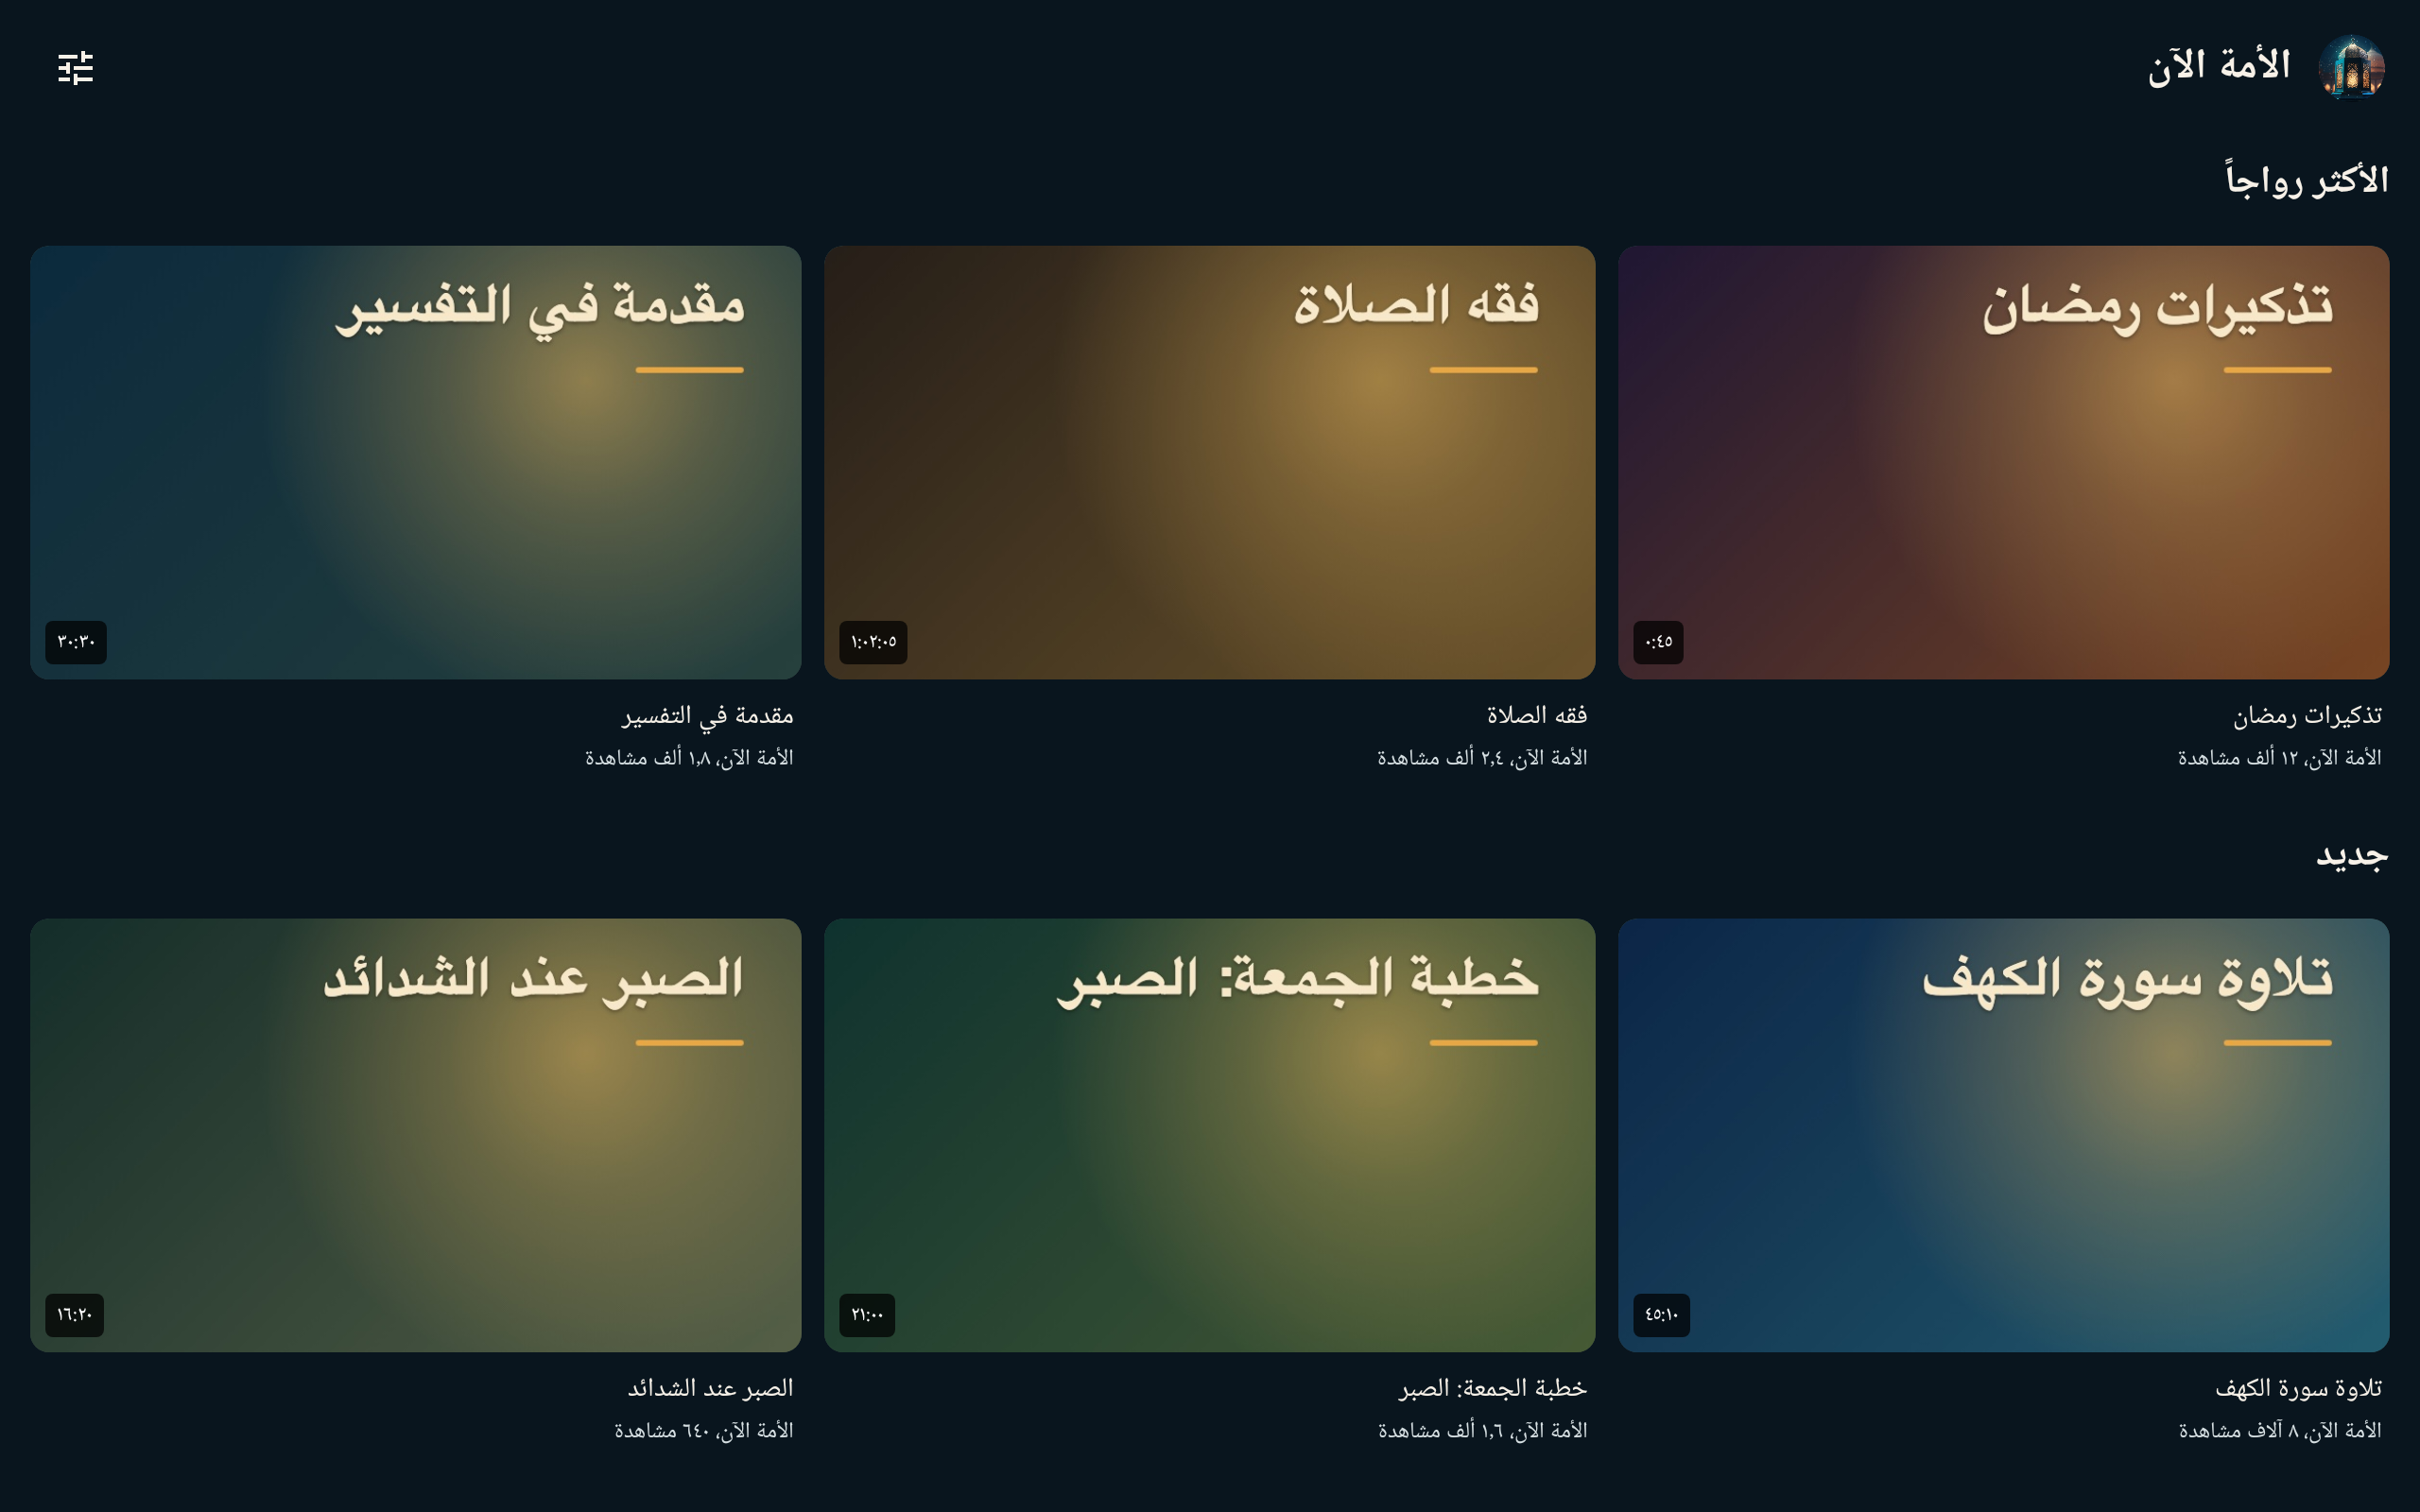 الأمة الآن
الأكثر رواجاً
تذكيرات رمضان
٠:٤٥
تذكيرات رمضان
الأمة الآن، ١٢ ألف مشاهدة
فقه الصلاة
١:٠٢:٠٥
فقه الصلاة
الأمة الآن، ٢٫٤ ألف مشاهدة
مقدمة في التفسير
٣٠:٣٠
مقدمة في التفسير
الأمة الآن، ١٫٨ ألف مشاهدة
جديد
تلاوة سورة الكهف
٤٥:١٠
تلاوة سورة الكهف
الأمة الآن، ٨ آلاف مشاهدة
خطبة الجمعة: الصبر
٢١:٠٠
خطبة الجمعة: الصبر
الأمة الآن، ١٫٦ ألف مشاهدة
الصبر عند الشدائد
١٦:٢٠
الصبر عند الشدائد
الأمة الآن، ٦٤٠ مشاهدة